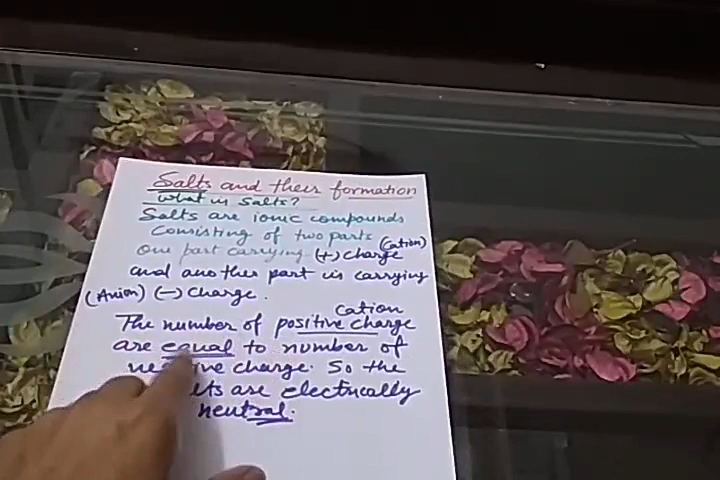 Salts and their formation
what is salts?
Salts are ionic compounds
consisting of two parts
one part carrying (+) charge (Cation)
and another part is carrying
(Anion) (-) charge.
cation
The number of positive charge
are equal to number of
charge. So the
are electrically
neutral.